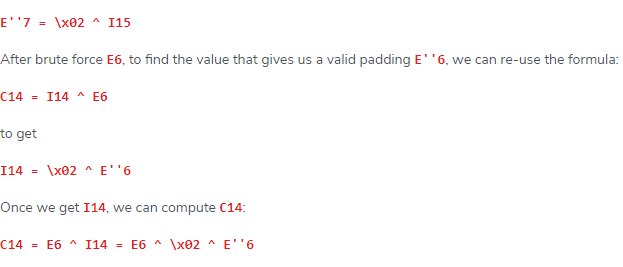 E''7 = \x02 ^ I15
After brute force E6, to find the value that gives us a valid padding E''6, we can re-use the formula:
C14 = I14 ^ E6
to get
I14 = \x02 ^ E''6
Once we get I14, we can compute C14:
C14 = E6 ^ I14 = E6 ^ \x02 ^ E''6